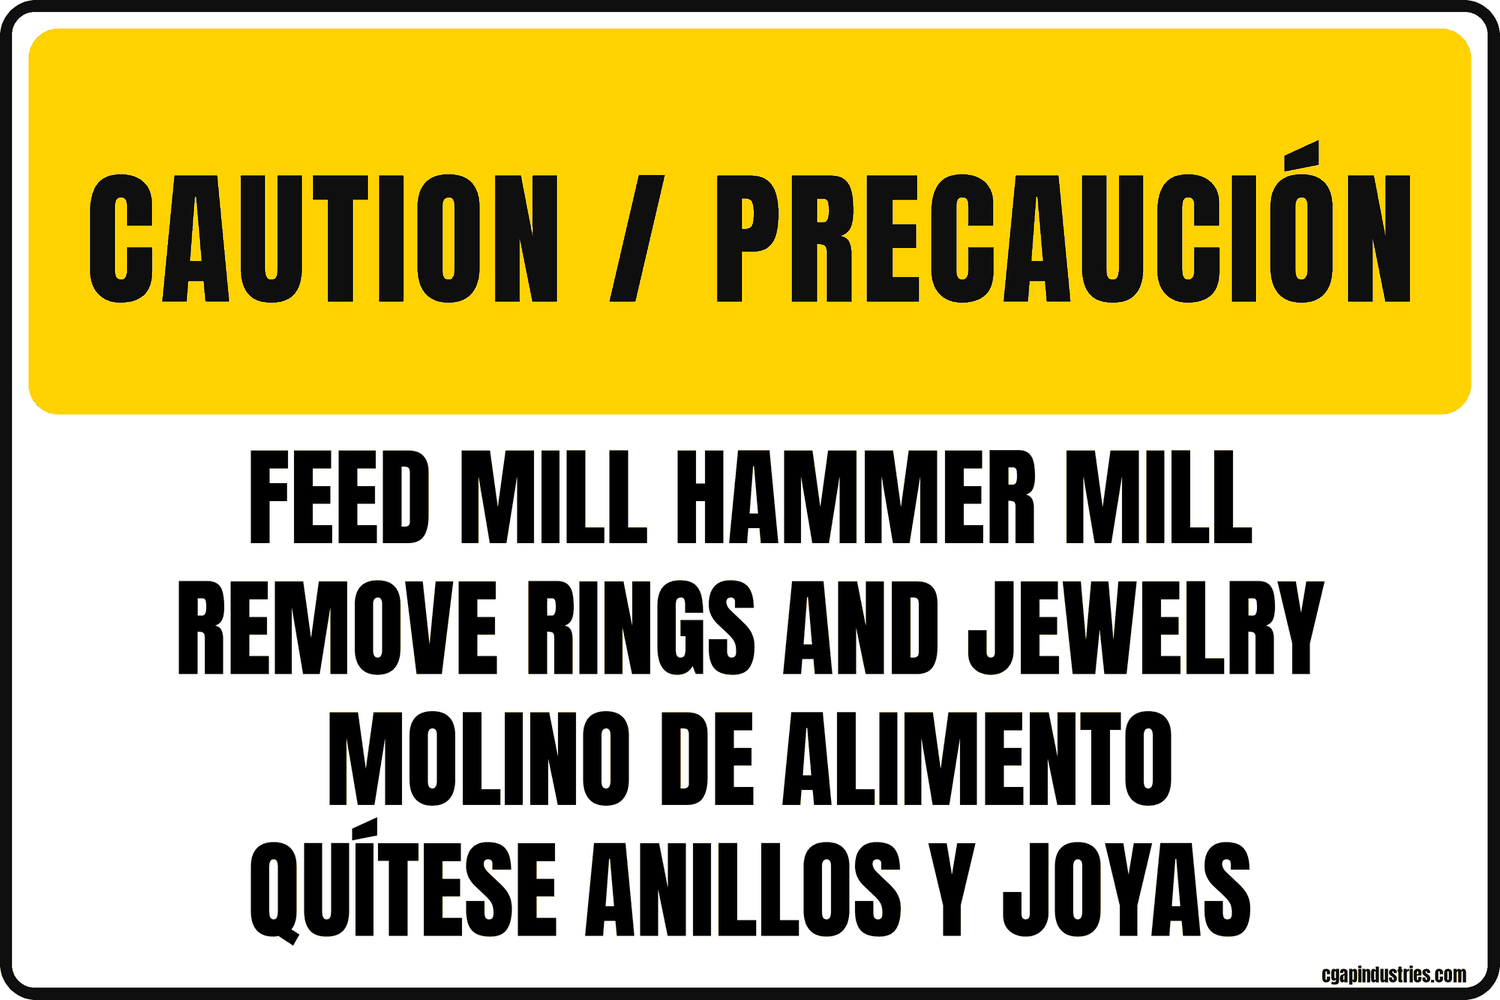 CAUTION / PRECAUCIÓN
FEED MILL HAMMER MILL
REMOVE RINGS AND JEWELRY
MOLINO DE ALIMENTO
QUÍTESE ANILLOS Y JOYAS
cgapindustries.com